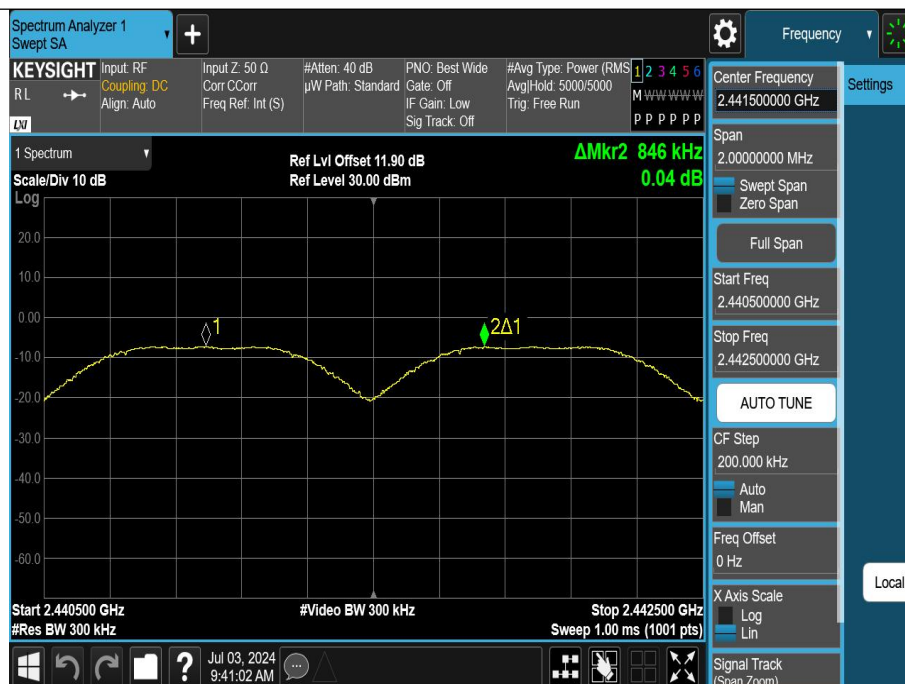 Spectrum Analyzer 1
Swept SA
Frequency
KEYSIGHT
RL
LXI
Input: RF
Coupling: DC
Align: Auto
Input Z: 50 Ω
Corr CCorr
Freq Ref: Int (S)
#Atten: 40 dB
µW Path: Standard
PNO: Best Wide
Gate: Off
IF Gain: Low
Sig Track: Off
#Avg Type: Power (RMS
Avg|Hold: 5000/5000
Trig: Free Run
1 2 3 4 5 6
M W W W W W
P P P P P P
1 Spectrum
Scale/Div 10 dB
Log
Ref Lvl Offset 11.90 dB
Ref Level 30.00 dBm
ΔMkr2 846 kHz
0.04 dB
20.0
10.0
0.00
-10.0
-20.0
-30.0
-40.0
-50.0
-60.0
1
2Δ1
Start 2.440500 GHz
#Res BW 300 kHz
#Video BW 300 kHz
Stop 2.442500 GHz
Sweep 1.00 ms (1001 pts)
Jul 03, 2024
9:41:02 AM
Center Frequency
2.441500000 GHz
Span
2.00000000 MHz
Swept Span
Zero Span
Full Span
Start Freq
2.440500000 GHz
Stop Freq
2.442500000 GHz
AUTO TUNE
CF Step
200.000 kHz
Auto
Man
Freq Offset
0 Hz
X Axis Scale
Log
Lin
Signal Track
(Span Zoom)
Settings
Local